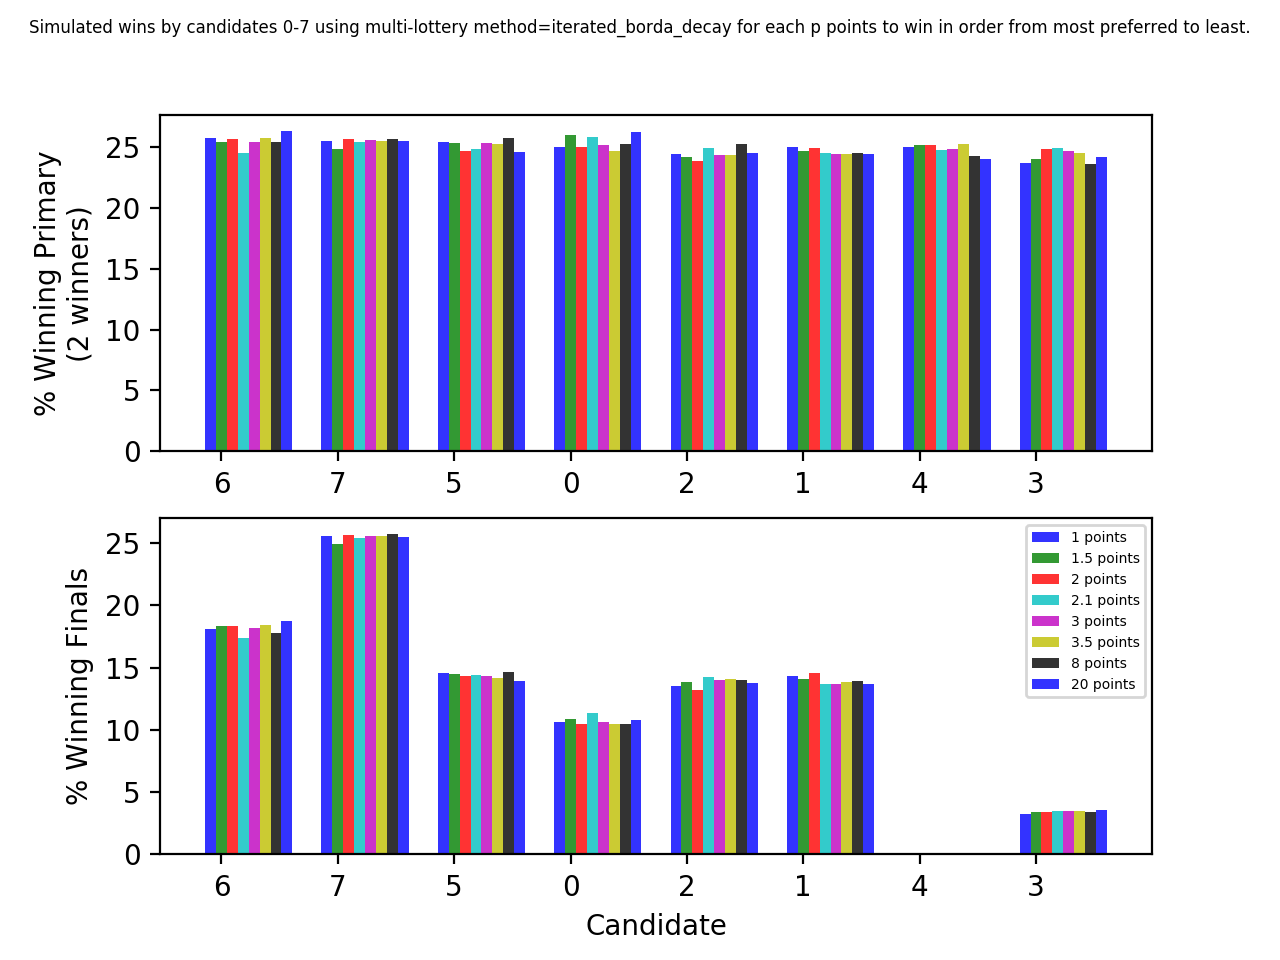 Simulated wins by candidates 0-7 using multi-lottery method=iterated_borda_decay for each p points to win in order from most preferred to least.
% Winning Primary
(2 winners)
25
20
15
10
5
0
6 7 5 0 2 1 4 3
% Winning Finals
25
20
15
10
5
0
1 points
1.5 points
2 points
2.1 points
3 points
3.5 points
8 points
20 points
6 7 5 0 2 1 4 3
Candidate